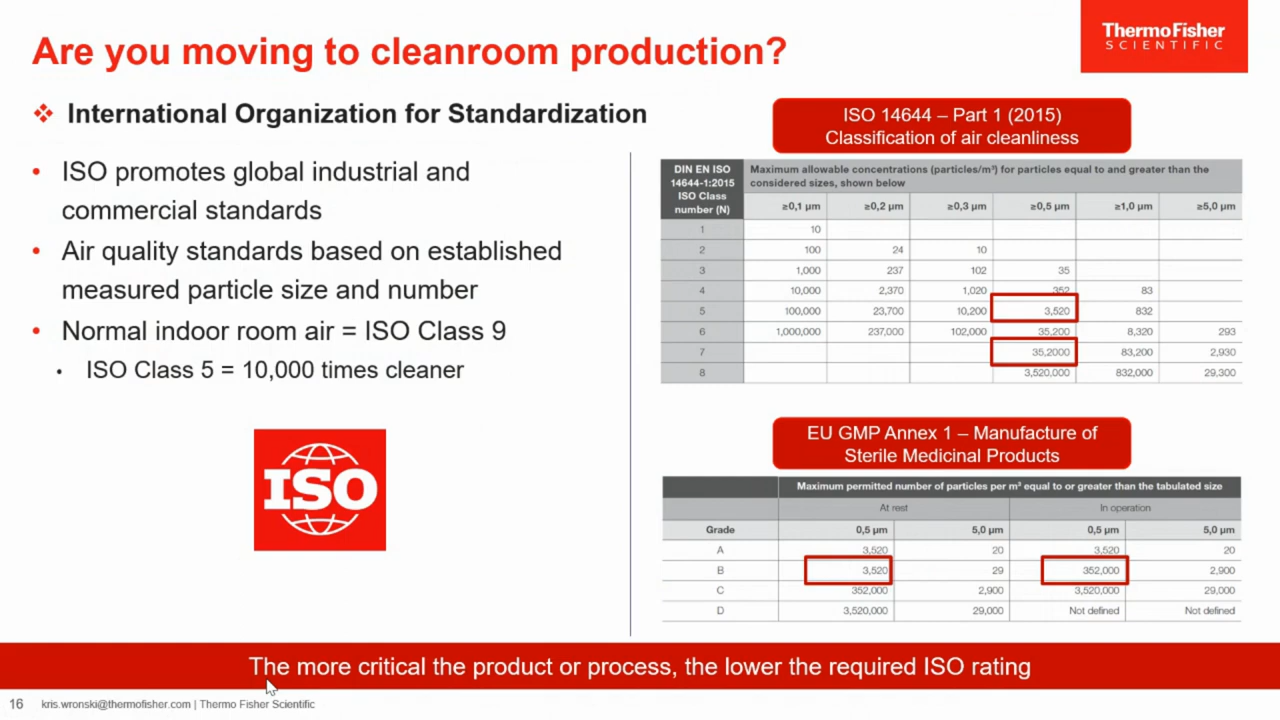 Are you moving to cleanroom production?
ThermoFisher
SCIENTIFIC
❖ International Organization for Standardization
• ISO promotes global industrial and
commercial standards
• Air quality standards based on established
measured particle size and number
• Normal indoor room air = ISO Class 9
• ISO Class 5 = 10,000 times cleaner
ISO
ISO 14644 – Part 1 (2015)
Classification of air cleanliness
DIN EN ISO
14644-1:2015
ISO Class
number (N)
Maximum allowable concentrations (particles/m³) for particles equal to and greater than the
considered sizes, shown below
≥0,1 µm ≥0,2 µm ≥0,3 µm ≥0,5 µm ≥1,0 µm ≥5,0 µm
1 10
2 100 24 10
3 1,000 237 102 35
4 10,000 2,370 1,020 352 83
5 100,000 23,700 10,200 3,520 832
6 1,000,000 237,000 102,000 35,200 8,320 293
7 35,2000 83,200 2,930
8 3,520,000 832,000 29,300
EU GMP Annex 1 – Manufacture of
Sterile Medicinal Products
Maximum permitted number of particles per m³ equal to or greater than the tabulated size
At rest In operation
Grade 0,5 µm 5,0 µm 0,5 µm 5,0 µm
A 3,520 20 3,520 20
B 3,520 29 352,000 2,900
C 352,000 2,900 3,520,000 29,000
D 3,520,000 29,000 Not defined Not defined
The more critical the product or process, the lower the required ISO rating
16 kris.wronski@thermofisher.com | Thermo Fisher Scientific